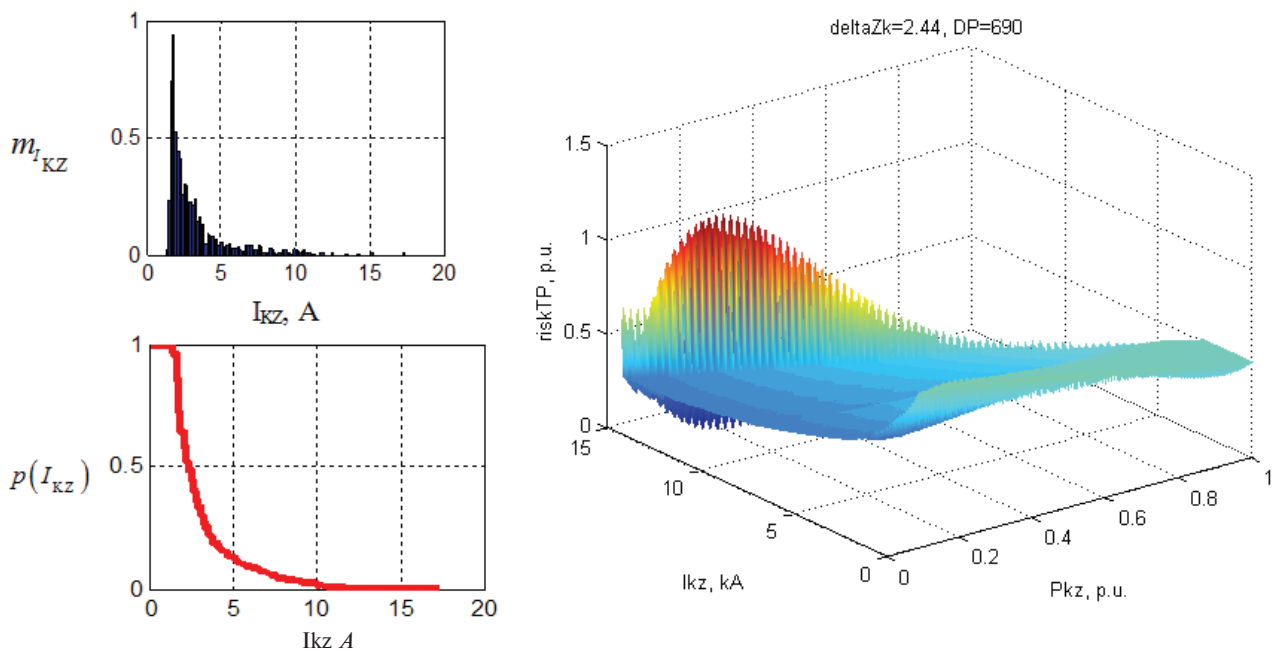 1
0.5
0
m_{I_{KZ}}
0 5 10 15 20
I_{KZ}, A
1
0.5
0
p(I_{KZ})
0 5 10 15 20
Ikz A
deltaZk=2.44, DP=690
1.5
1
0.5
0
riskTP, p.u.
15
10
5
0
Ikz, kA
0
0.2
0.4
0.6
0.8
1
Pkz, p.u.